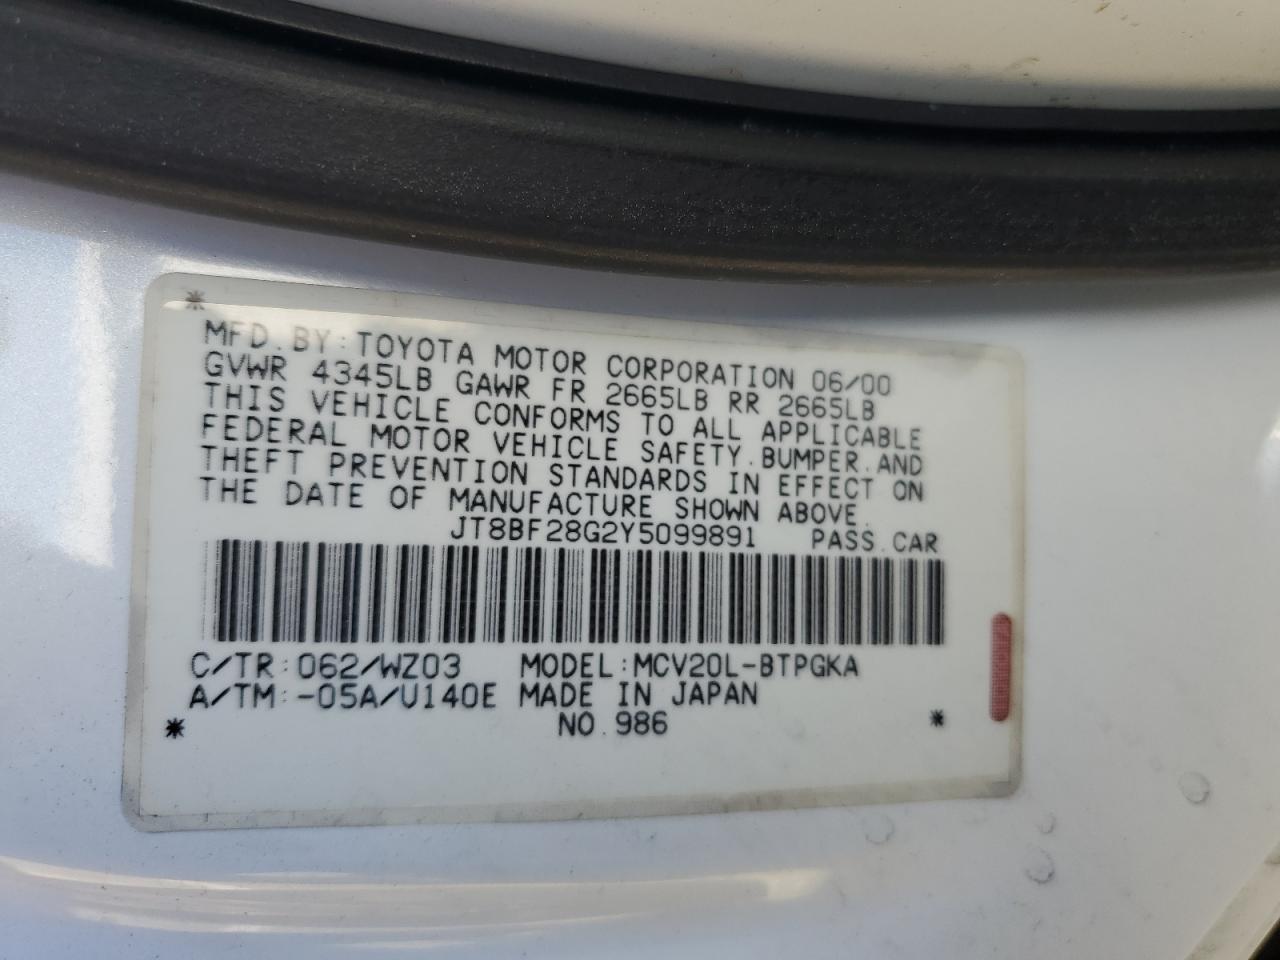 MFD.BY:TOYOTA MOTOR CORPORATION 06/00
GVWR 4345LB GAWR FR 2665LB RR 2665LB
THIS VEHICLE CONFORMS TO ALL APPLICABLE
FEDERAL MOTOR VEHICLE SAFETY.BUMPER.AND
THEFT PREVENTION STANDARDS IN EFFECT ON
THE DATE OF MANUFACTURE SHOWN ABOVE.
JT8BF28G2Y5099891 PASS.CAR
C/TR:062/WZ03 MODEL:MCV20L-BTPGKA
A/TM:-05A/U140E MADE IN JAPAN
NO.986